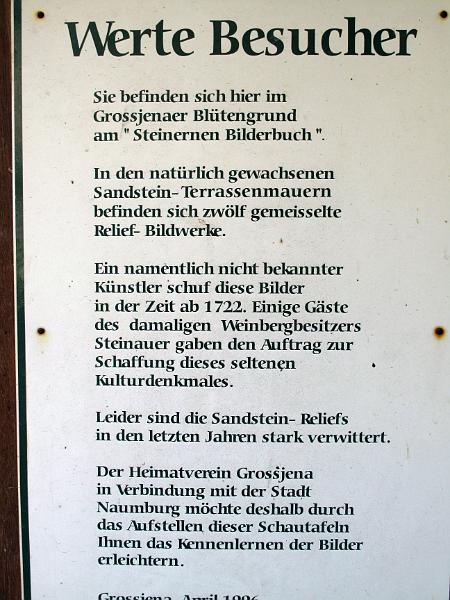 Werte Besucher
Sie befinden sich hier im
Grossjenaer Blütengrund
am "Steinernen Bilderbuch".
In den natürlich gewachsenen
Sandstein-Terrassenmauern
befinden sich zwölf gemeisselte
Relief-Bildwerke.
Ein namentlich nicht bekannter
Künstler schuf diese Bilder
in der Zeit ab 1722. Einige Gäste
des damaligen Weinbergbesitzers
Steinauer gaben den Auftrag zur
Schaffung dieses seltenen
Kulturdenkmales.
Leider sind die Sandstein-Reliefs
in den letzten Jahren stark verwittert.
Der Heimatverein Grossjena
in Verbindung mit der Stadt
Naumburg möchte deshalb durch
das Aufstellen dieser Schautafeln
Ihnen das Kennenlernen der Bilder
erleichtern.
Grossjena, April 1996